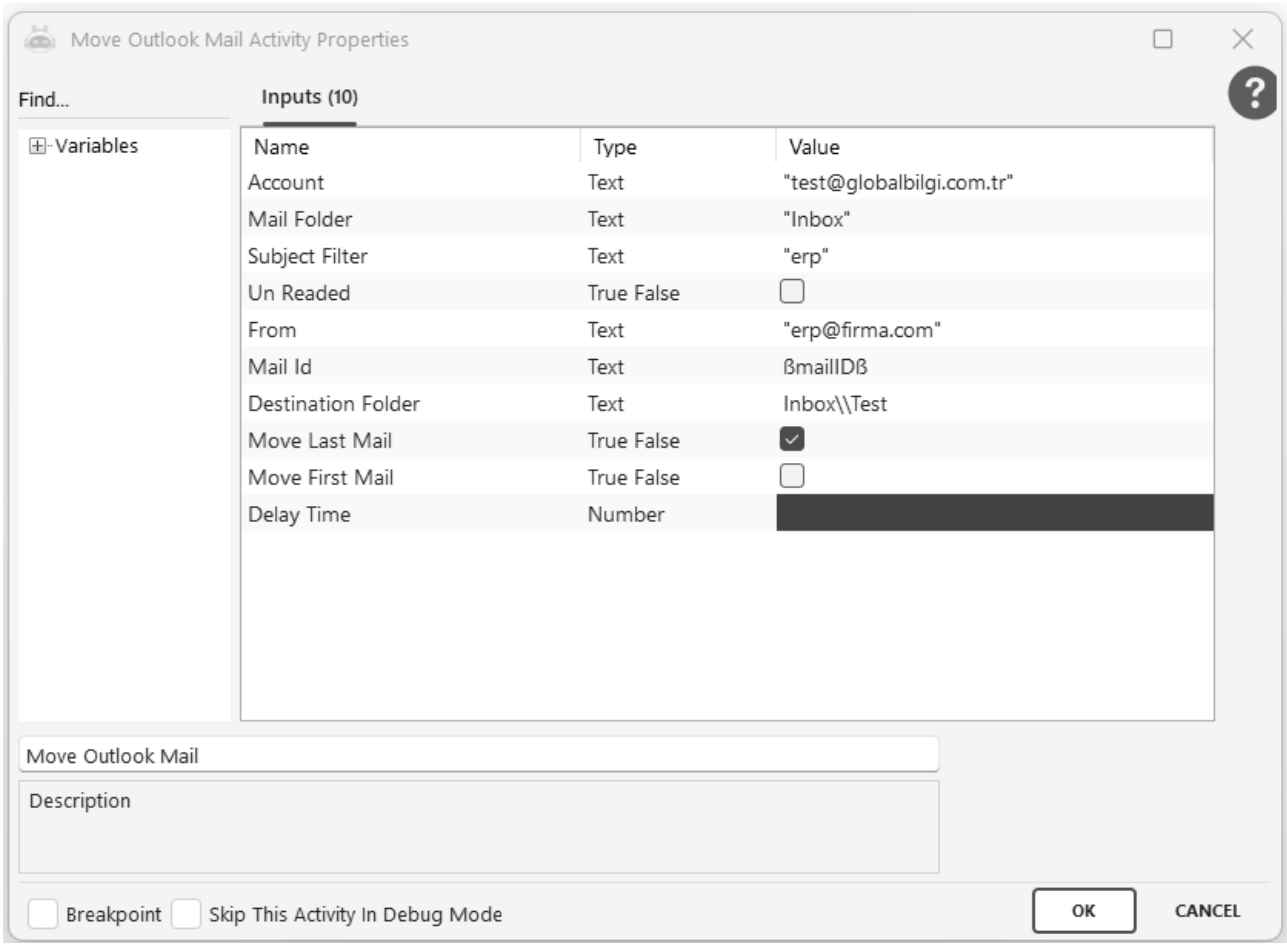 Move Outlook Mail Activity Properties
?
Find...
Inputs (10)
Variables
Name Type Value
Account Text "test@globalbilgi.com.tr"
Mail Folder Text "Inbox"
Subject Filter Text "erp"
Un Readed True False
From Text "erp@firma.com"
Mail Id Text ßmailIDß
Destination Folder Text Inbox\\Test
Move Last Mail True False
Move First Mail True False
Delay Time Number
Move Outlook Mail
Description
Breakpoint Skip This Activity In Debug Mode OK CANCEL